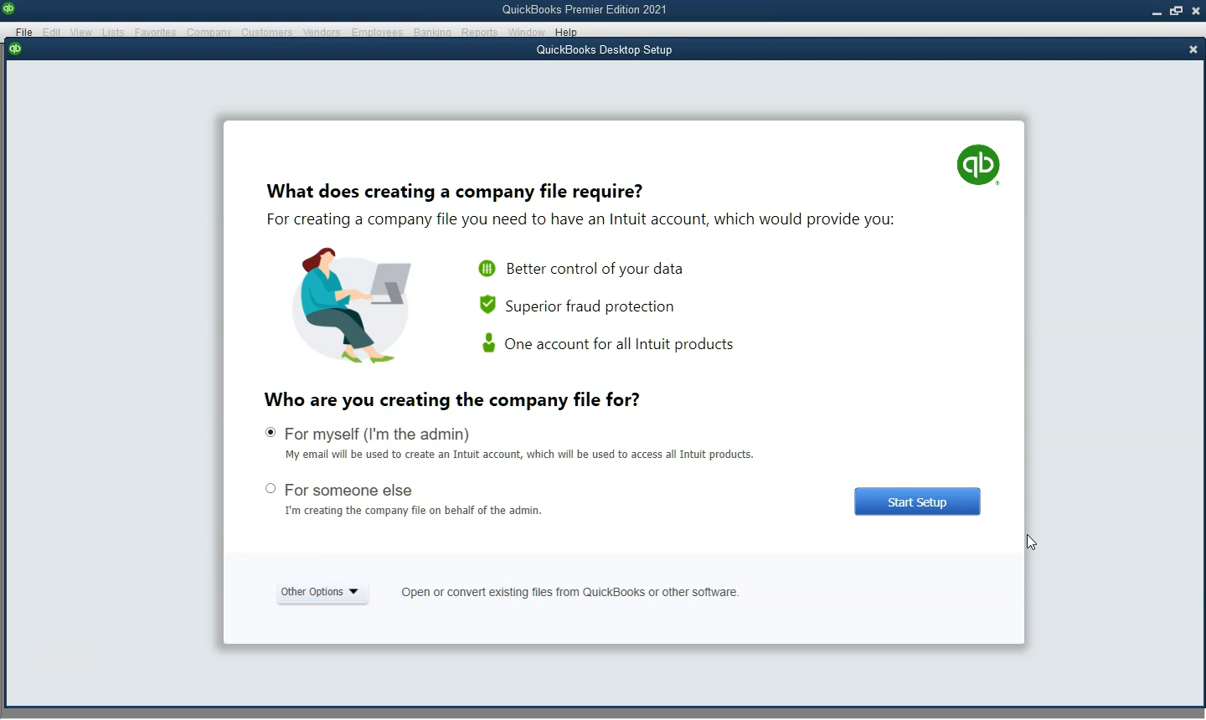 QuickBooks Premier Edition 2021
File Edit View Lists Favorites Company Customers Vendors Employees Banking Reports Window Help
QuickBooks Desktop Setup
qb
What does creating a company file require?
For creating a company file you need to have an Intuit account, which would provide you:
Better control of your data
Superior fraud protection
One account for all Intuit products
Who are you creating the company file for?
For myself (I'm the admin)
My email will be used to create an Intuit account, which will be used to access all Intuit products.
For someone else
I'm creating the company file on behalf of the admin.
Start Setup
Other Options Open or convert existing files from QuickBooks or other software.